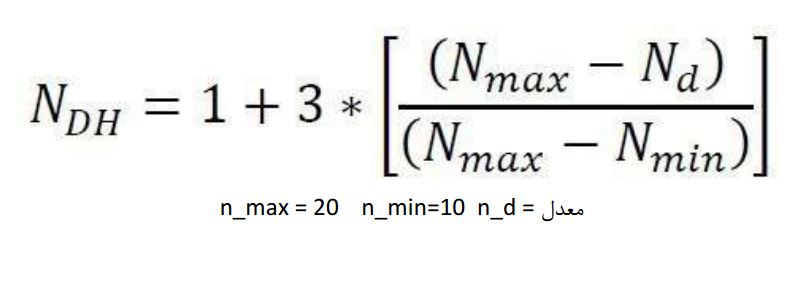 N_DH = 1 + 3 * [(N_max − N_d) / (N_max − N_min)]
n_max = 20 n_min=10 n_d = معدل